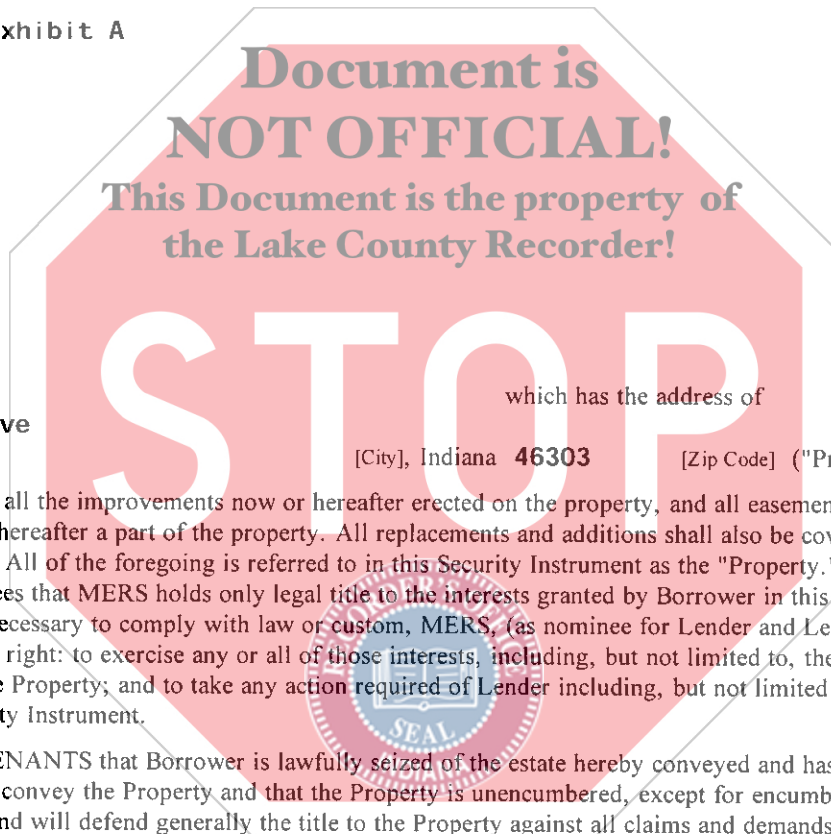 xhibit A
Document is
NOT OFFICIAL!
This Document is the property of
the Lake County Recorder!
STOP
which has the address of
ve
[City], Indiana 46303 [Zip Code] ("Pr
all the improvements now or hereafter erected on the property, and all easemen
hereafter a part of the property. All replacements and additions shall also be cov
All of the foregoing is referred to in this Security Instrument as the "Property."
es that MERS holds only legal title to the interests granted by Borrower in this
ecessary to comply with law or custom, MERS, (as nominee for Lender and Le
right: to exercise any or all of those interests, including, but not limited to, the
e Property; and to take any action required of Lender including, but not limited
ty Instrument.
ENANTS that Borrower is lawfully seized of the estate hereby conveyed and has
convey the Property and that the Property is unencumbered, except for encumb
nd will defend generally the title to the Property against all claims and demands
RECORDER'S OFFICE
SEAL
INDIANA